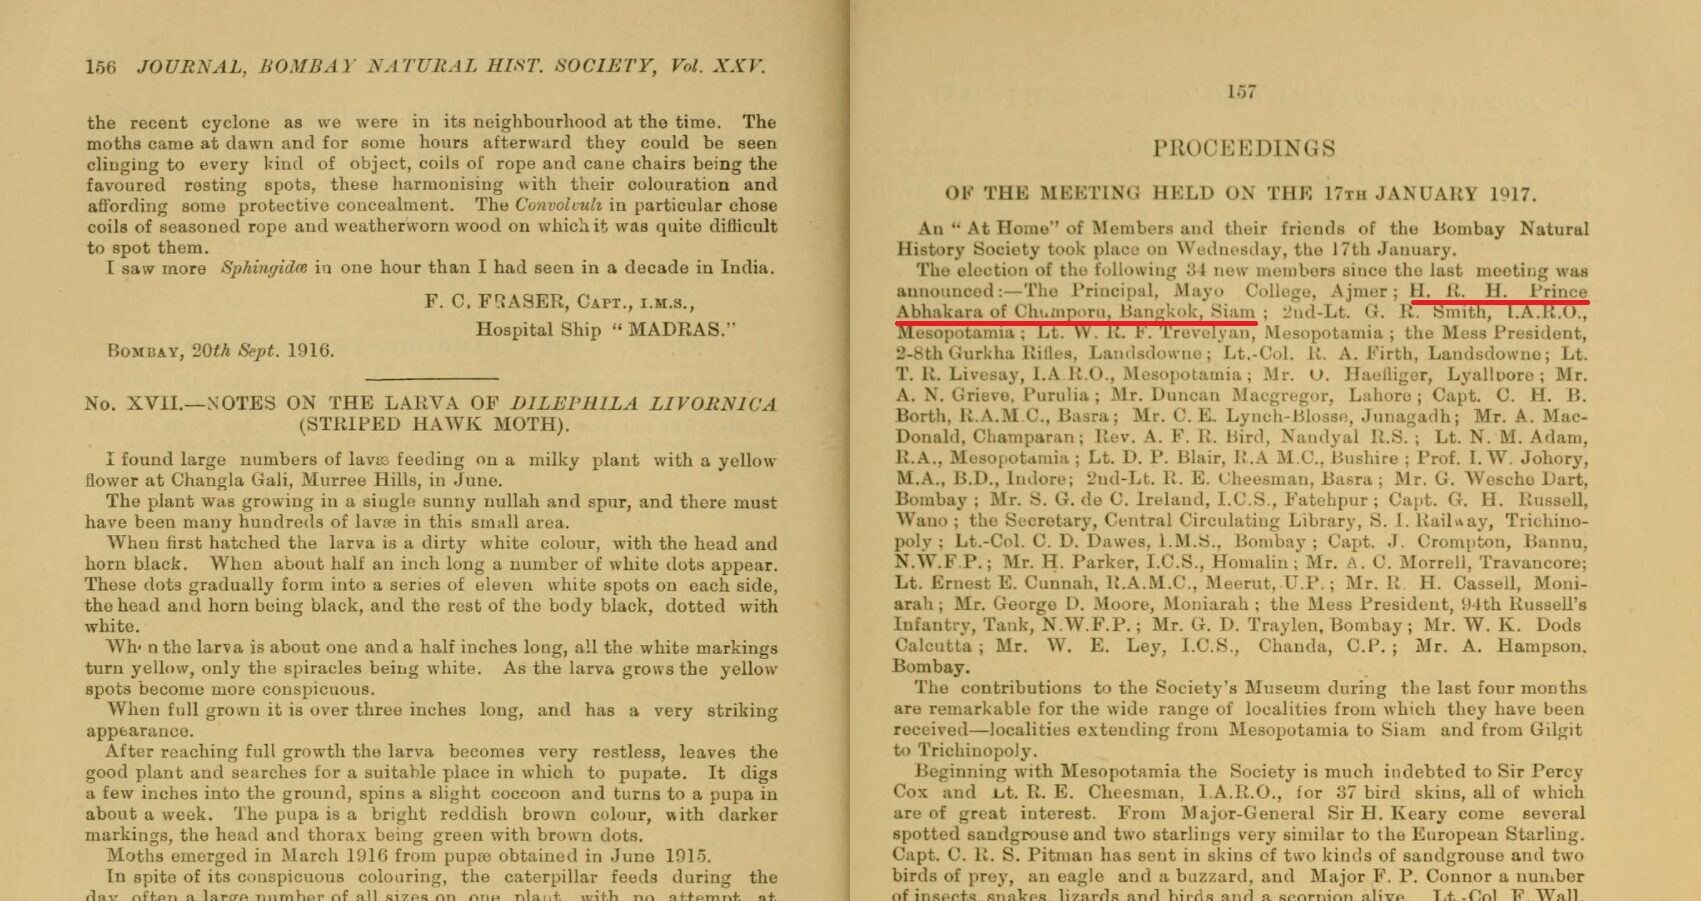 156 JOURNAL, BOMBAY NATURAL HIST. SOCIETY, Vol. XXV.
the recent cyclone as we were in its neighbourhood at the time. The
moths came at dawn and for some hours afterward they could be seen
clinging to every kind of object, coils of rope and cane chairs being the
favoured resting spots, these harmonising with their colouration and
affording some protective concealment. The Convolvuli in particular chose
coils of seasoned rope and weatherworn wood on which it was quite difficult
to spot them.
I saw more Sphingidæ in one hour than I had seen in a decade in India.
F. C. FRASER, CAPT., I.M.S.,
Hospital Ship "MADRAS."
BOMBAY, 20th Sept. 1916.
No. XVII.—NOTES ON THE LARVA OF DILEPHILA LIVORNICA
(STRIPED HAWK MOTH).
I found large numbers of lavæ feeding on a milky plant with a yellow
flower at Changla Gali, Murree Hills, in June.
The plant was growing in a single sunny nullah and spur, and there must
have been many hundreds of lavæ in this small area.
When first hatched the larva is a dirty white colour, with the head and
horn black. When about half an inch long a number of white dots appear.
These dots gradually form into a series of eleven white spots on each side,
the head and horn being black, and the rest of the body black, dotted with
white.
Wh n the larva is about one and a half inches long, all the white markings
turn yellow, only the spiracles being white. As the larva grows the yellow
spots become more conspicuous.
When full grown it is over three inches long, and has a very striking
appearance.
After reaching full growth the larva becomes very restless, leaves the
good plant and searches for a suitable place in which to pupate. It digs
a few inches into the ground, spins a slight coccoon and turns to a pupa in
about a week. The pupa is a bright reddish brown colour, with darker
markings, the head and thorax being green with brown dots.
Moths emerged in March 1916 from pupæ obtained in June 1915.
In spite of its conspicuous colouring, the caterpillar feeds during the
day often a large number of all sizes on one plant with no attempt at
157
PROCEEDINGS
OF THE MEETING HELD ON THE 17TH JANUARY 1917.
An "At Home" of Members and their friends of the Bombay Natural
History Society took place on Wednesday, the 17th January.
The election of the following 34 new members since the last meeting was
announced:—The Principal, Mayo College, Ajmer; H. R. H. Prince
Abhakara of Chumporu, Bangkok, Siam; 2nd-Lt. G. R. Smith, I.A.R.O.,
Mesopotamia; Lt. W. R. F. Trevelyan, Mesopotamia; the Mess President,
2-8th Gurkha Rifles, Landsdowne; Lt.-Col. R. A. Firth, Landsdowne; Lt.
T. R. Livesay, I.A.R.O., Mesopotamia; Mr. O. Haefliger, Lyallpore; Mr.
A. N. Grieve, Purulia; Mr. Duncan Macgregor, Lahore; Capt. C. H. B.
Borth, R.A.M.C., Basra; Mr. C. E. Lynch-Blosse, Junagadh; Mr. A. Mac-
Donald, Champaran; Rev. A. F. R. Bird, Nandyal R.S.; Lt. N. M. Adam,
R.A., Mesopotamia; Lt. D. P. Blair, R.A M.C., Bushire; Prof. I. W. Johory,
M.A., B.D., Indore; 2nd-Lt. R. E. Cheesman, Basra; Mr. G. Wesche Dart,
Bombay; Mr. S. G. de C. Ireland, I.C.S., Fatehpur; Capt. G. H. Russell,
Wano; the Secretary, Central Circulating Library, S. I. Railway, Trichino-
poly; Lt.-Col. C. D. Dawes, I.M.S., Bombay; Capt. J. Crompton, Bannu,
N.W.F.P.; Mr. H. Parker, I.C.S., Homalin; Mr. A. C. Morrell, Travancore;
Lt. Ernest E. Cunnah, R.A.M.C., Meerut, U.P.; Mr. R H. Cassell, Moni-
arah; Mr. George D. Moore, Moniarah; the Mess President, 94th Russell's
Infantry, Tank, N.W.F.P.; Mr. G. D. Traylen, Bombay; Mr. W. K. Dods
Calcutta; Mr. W. E. Ley, I.C.S., Chanda, C.P.; Mr. A. Hampson,
Bombay.
The contributions to the Society's Museum during the last four months
are remarkable for the wide range of localities from which they have been
received—localities extending from Mesopotamia to Siam and from Gilgit
to Trichinopoly.
Beginning with Mesopotamia the Society is much indebted to Sir Percy
Cox and Lt. R. E. Cheesman, I.A.R.O., for 37 bird skins, all of which
are of great interest. From Major-General Sir H. Keary come several
spotted sandgrouse and two starlings very similar to the European Starling.
Capt. C. R. S. Pitman has sent in skins of two kinds of sandgrouse and two
birds of prey, an eagle and a buzzard, and Major F. P. Connor a number
of insects, snakes, lizards and birds and a scorpion alive. Lt.-Col F. Wall,